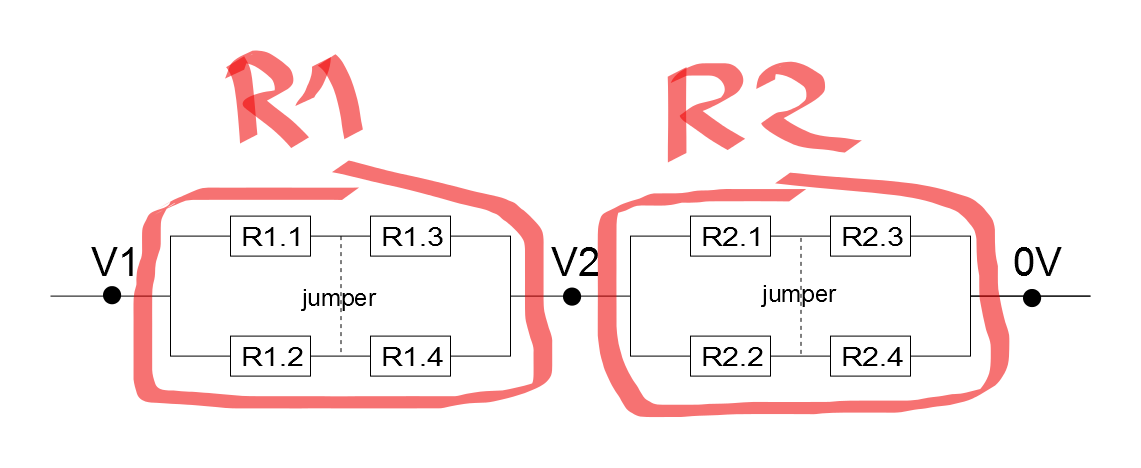 R1 R2
R1.1 R1.3 R2.1 R2.3
V1 V2 0V
jumper jumper
R1.2 R1.4 R2.2 R2.4